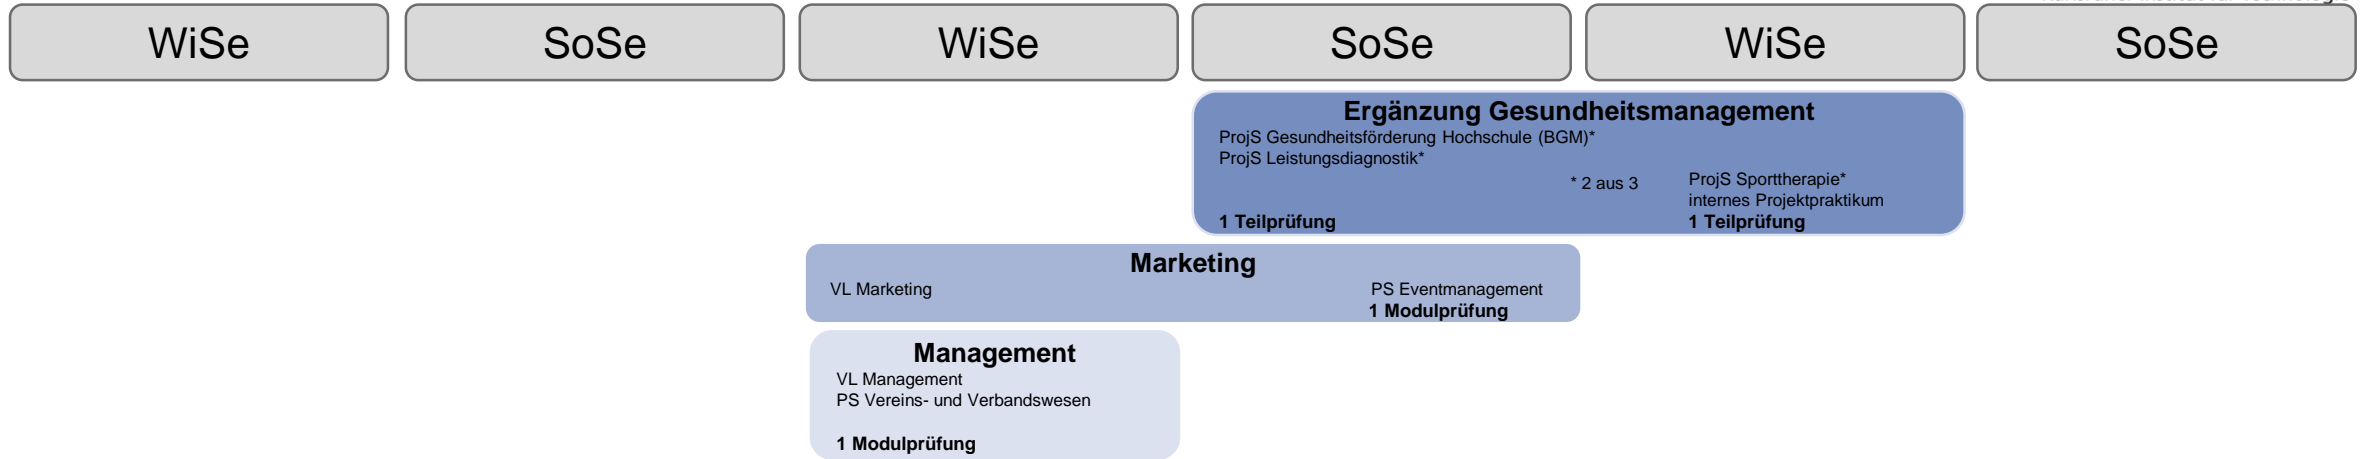 WiSe SoSe WiSe SoSe WiSe SoSe
Ergänzung Gesundheitsmanagement
ProjS Gesundheitsförderung Hochschule (BGM)*
ProjS Leistungsdiagnostik*
* 2 aus 3
ProjS Sporttherapie*
internes Projektpraktikum
1 Teilprüfung
1 Teilprüfung
Marketing
VL Marketing
PS Eventmanagement
1 Modulprüfung
Management
VL Management
PS Vereins- und Verbandswesen
1 Modulprüfung